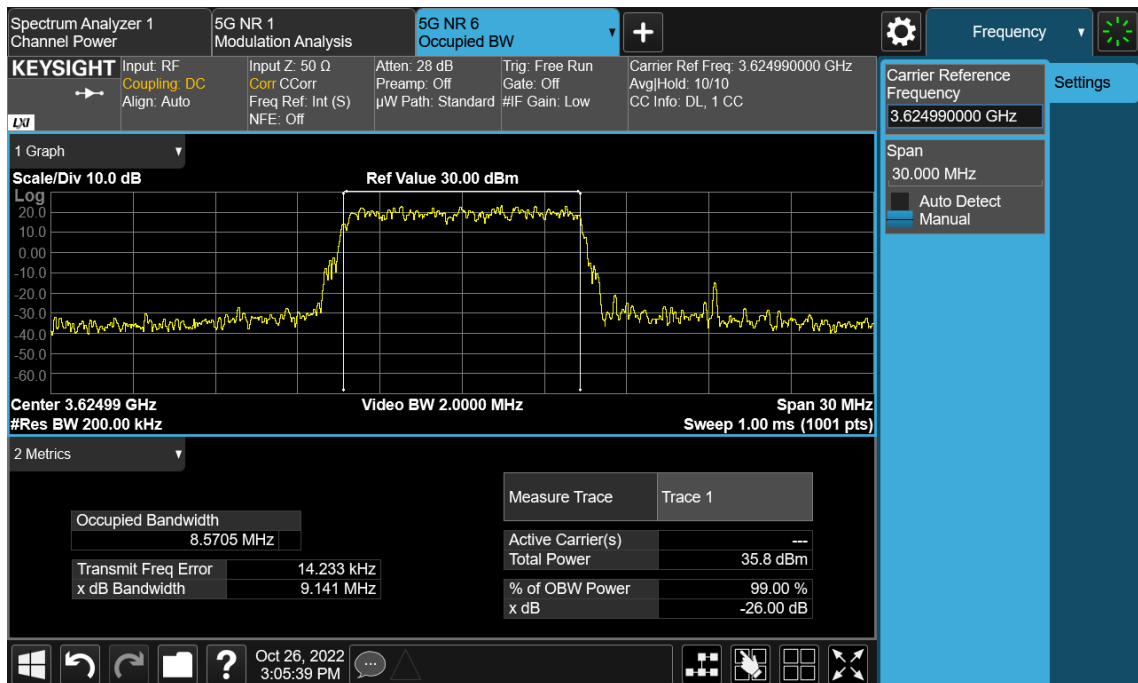 Spectrum Analyzer 1
Channel Power
5G NR 1
Modulation Analysis
5G NR 6
Occupied BW
Frequency
KEYSIGHT
LXI
Input: RF
Coupling: DC
Align: Auto
Input Z: 50 Ω
Corr CCorr
Freq Ref: Int (S)
NFE: Off
Atten: 28 dB
Preamp: Off
µW Path: Standard
Trig: Free Run
Gate: Off
#IF Gain: Low
Carrier Ref Freq: 3.624990000 GHz
Avg|Hold: 10/10
CC Info: DL, 1 CC
Carrier Reference
Frequency
3.624990000 GHz
Settings
Span
30.000 MHz
Auto Detect
Manual
1 Graph
Scale/Div 10.0 dB
Ref Value 30.00 dBm
Log
20.0
10.0
0.00
-10.0
-20.0
-30.0
-40.0
-50.0
-60.0
Center 3.62499 GHz
Video BW 2.0000 MHz
Span 30 MHz
#Res BW 200.00 kHz
Sweep 1.00 ms (1001 pts)
2 Metrics
Occupied Bandwidth
8.5705 MHz
Transmit Freq Error 14.233 kHz
x dB Bandwidth 9.141 MHz
Measure Trace Trace 1
Active Carrier(s) ---
Total Power 35.8 dBm
% of OBW Power 99.00 %
x dB -26.00 dB
?
Oct 26, 2022
3:05:39 PM